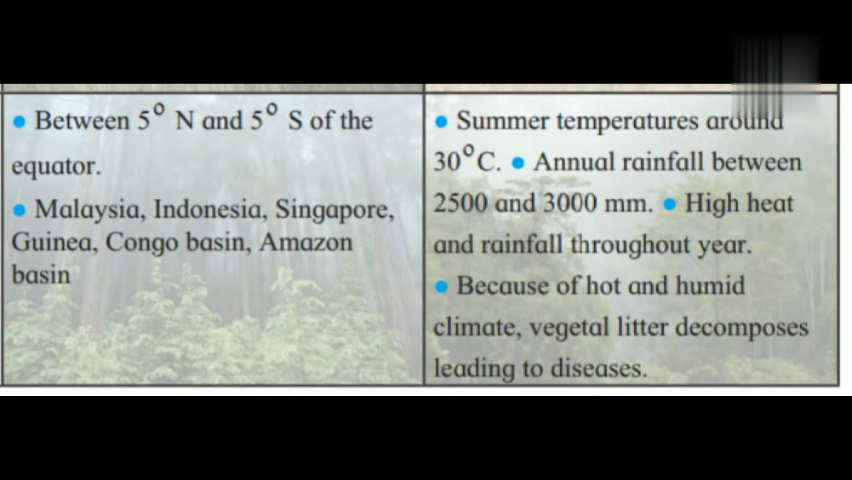 ● Between 5° N and 5° S of the
equator.
● Malaysia, Indonesia, Singapore,
Guinea, Congo basin, Amazon
basin
● Summer temperatures around
30°C. ● Annual rainfall between
2500 and 3000 mm. ● High heat
and rainfall throughout year.
● Because of hot and humid
climate, vegetal litter decomposes
leading to diseases.